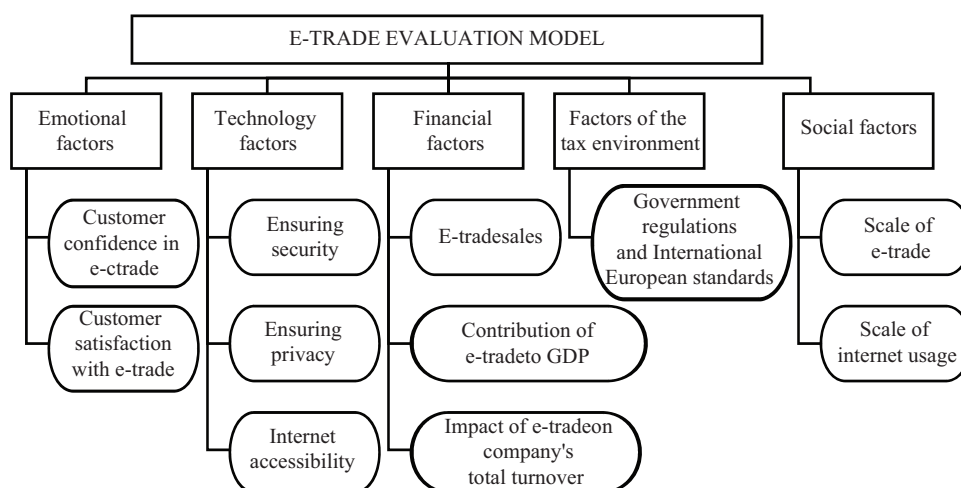 E-TRADE EVALUATION MODEL
Emotional
factors
Technology
factors
Financial
factors
Factors of the
tax environment
Social factors
Customer
confidence in
e-ctrade
Customer
satisfaction
with e-trade
Ensuring
security
Ensuring
privacy
Internet
accessibility
E-tradesales
Contribution of
e-tradeto GDP
Impact of e-tradeon
company's
total turnover
Government
regulations
and International
European standards
Scale of
e-trade
Scale of
internet usage